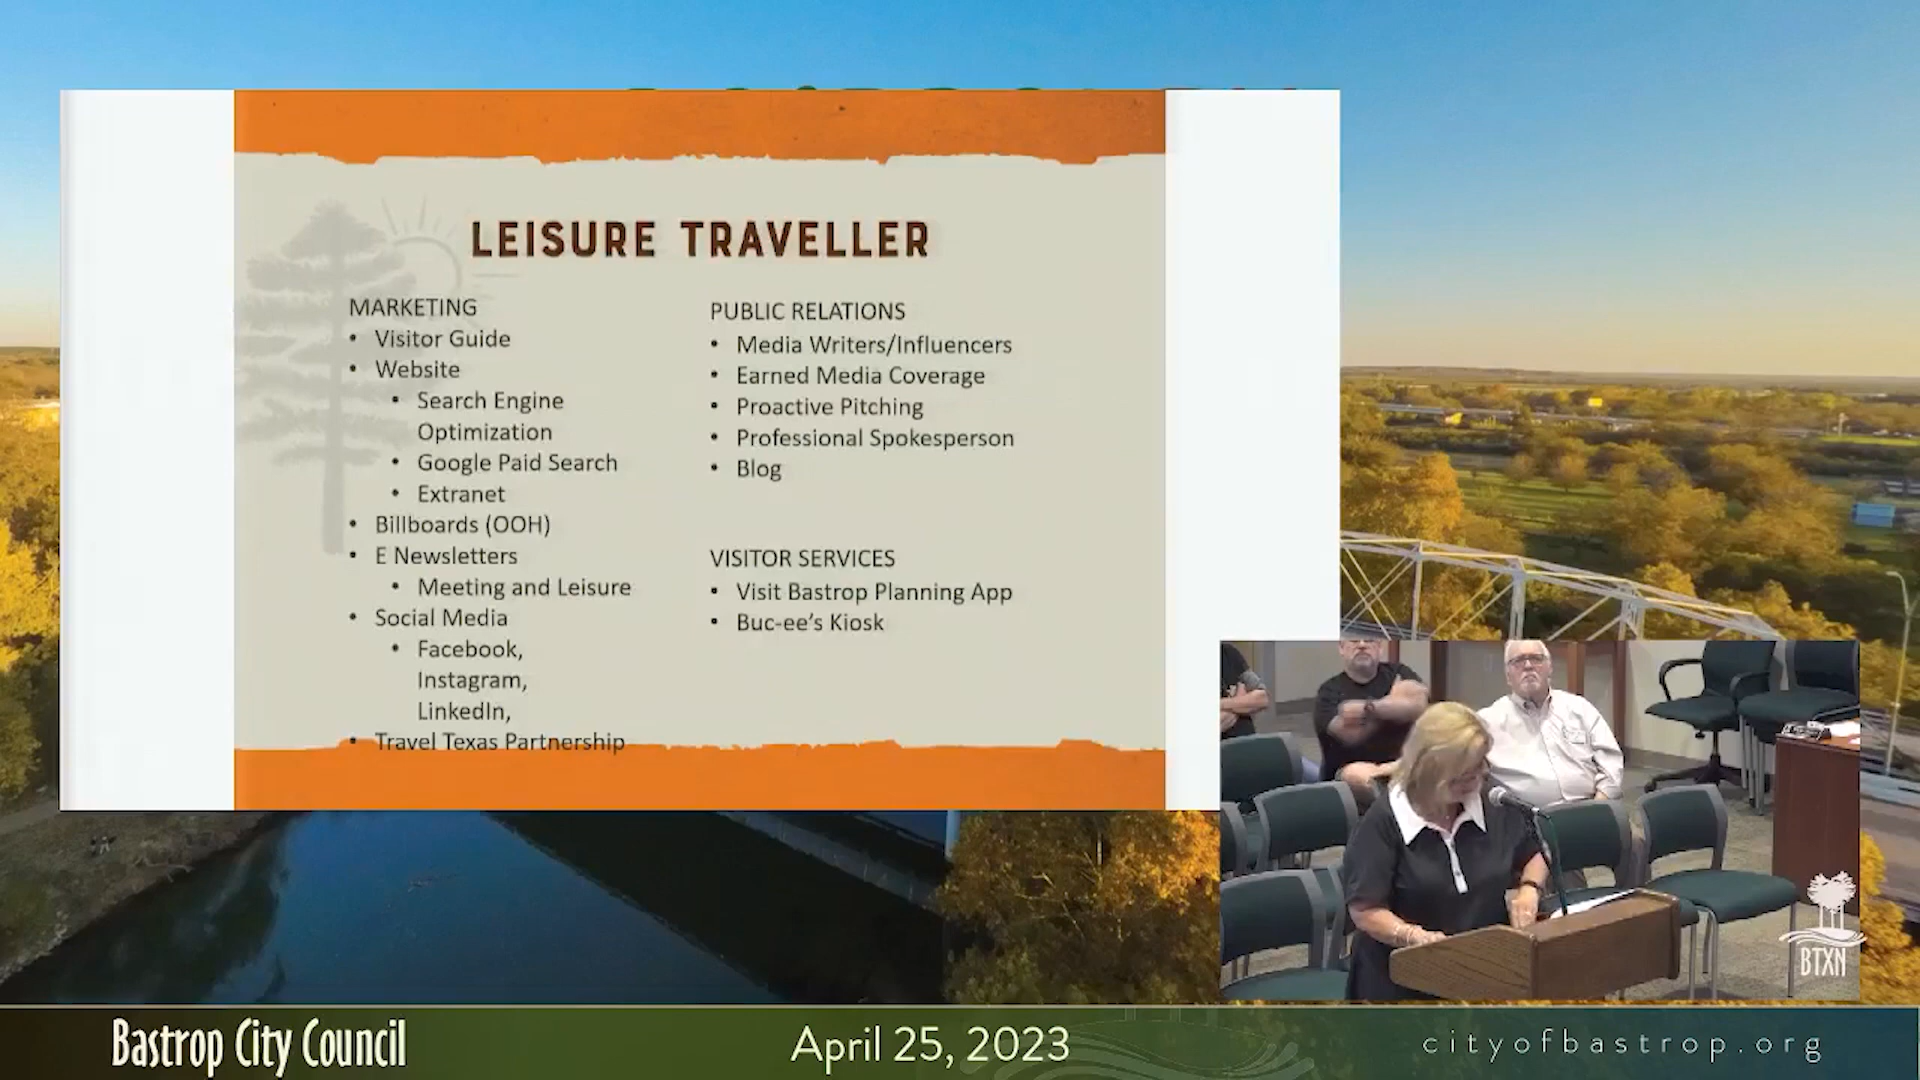 LEISURE TRAVELLER
MARKETING
• Visitor Guide
• Website
• Search Engine
Optimization
• Google Paid Search
• Extranet
• Billboards (OOH)
• E Newsletters
• Meeting and Leisure
• Social Media
• Facebook,
Instagram,
LinkedIn,
• Travel Texas Partnership
PUBLIC RELATIONS
• Media Writers/Influencers
• Earned Media Coverage
• Proactive Pitching
• Professional Spokesperson
• Blog
VISITOR SERVICES
• Visit Bastrop Planning App
• Buc-ee's Kiosk
BTXN
Bastrop City Council
April 25, 2023
cityofbastrop.org